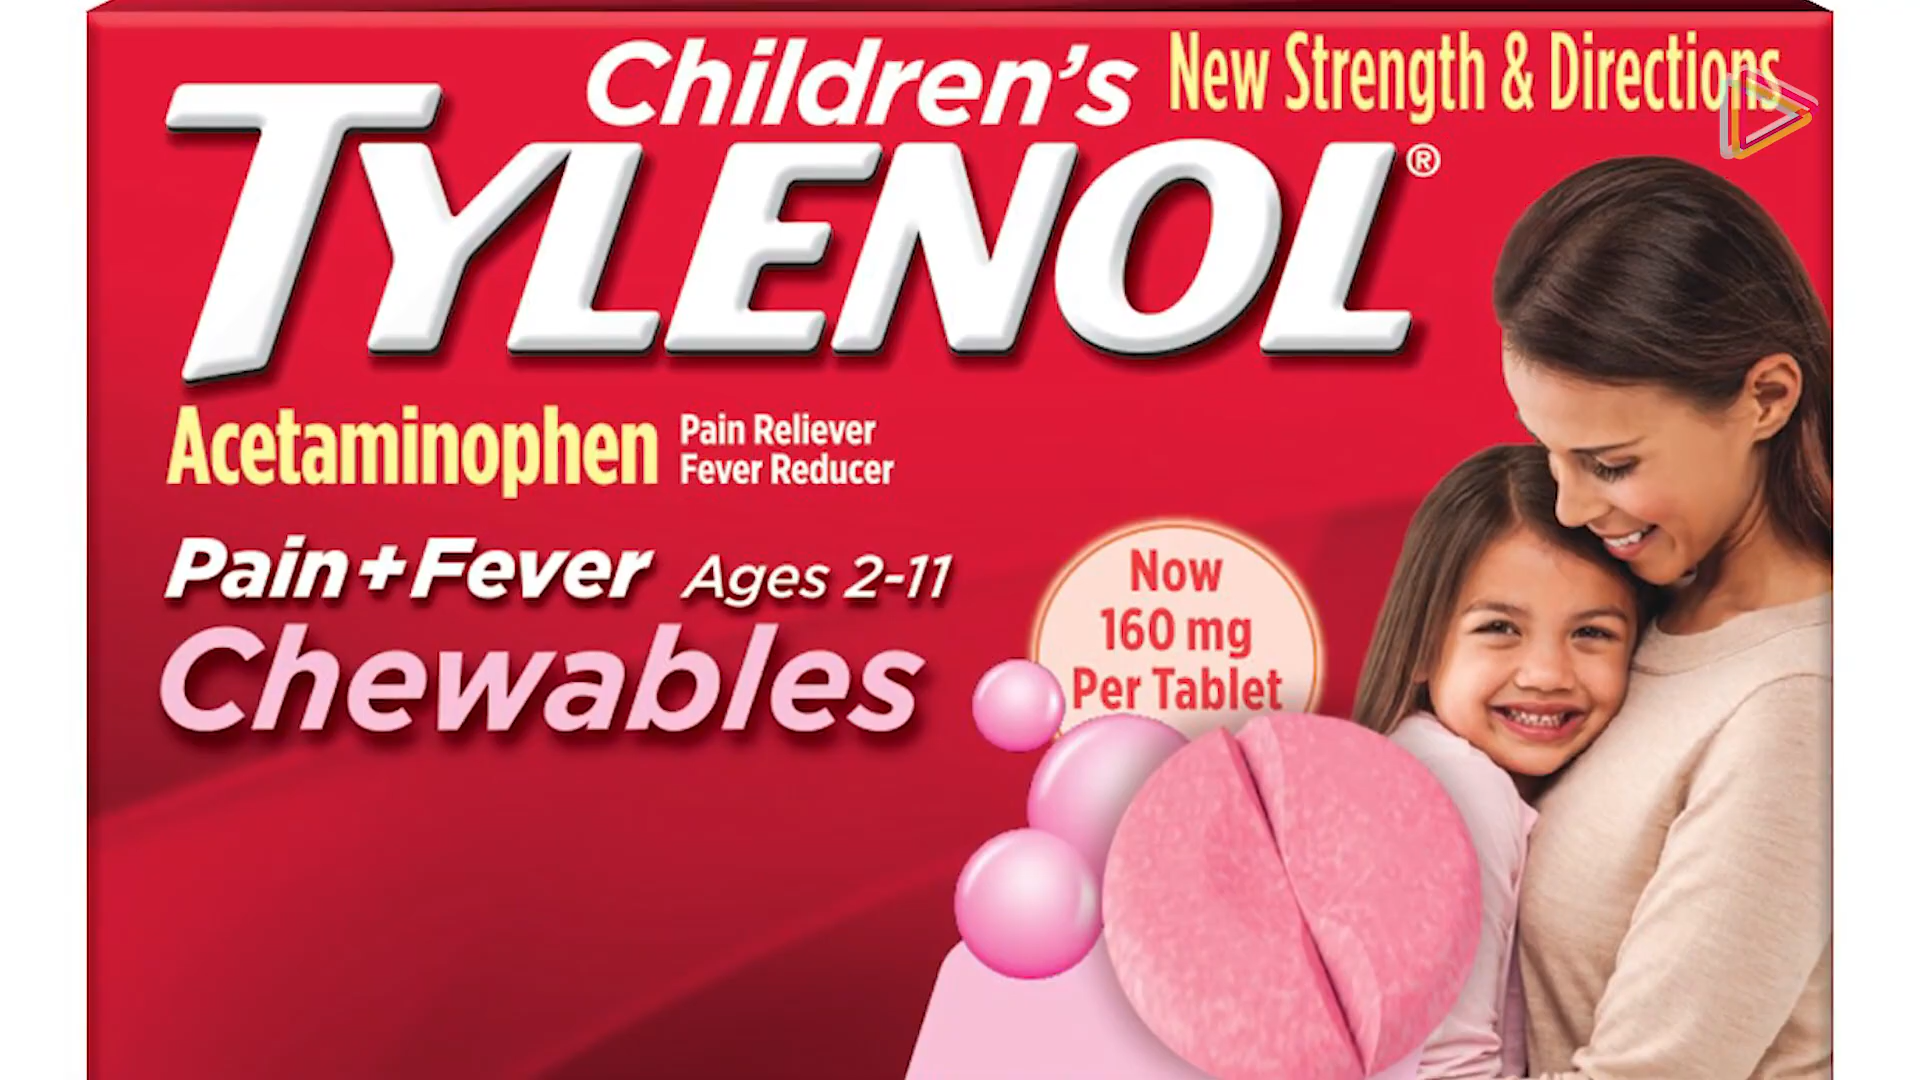 Children's New Strength & Directions
TYLENOL®
Acetaminophen
Pain Reliever
Fever Reducer
Pain+Fever Ages 2-11
Chewables
Now
160 mg
Per Tablet